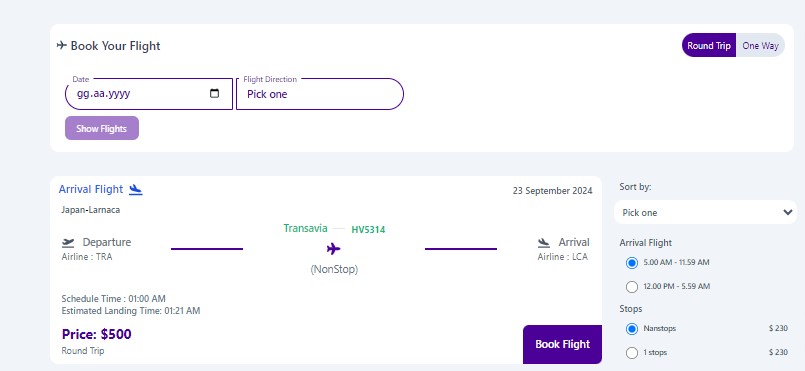 Book Your Flight
Round Trip One Way
Date
gg.aa.yyyy
Flight Direction
Pick one
Show Flights
Arrival Flight
23 September 2024
Japan-Larnaca
Transavia HV5314
Departure
Airline : TRA
(NonStop)
Arrival
Airline : LCA
Schedule Time : 01:00 AM
Estimated Landing Time: 01:21 AM
Price: $500
Round Trip
Book Flight
Sort by:
Pick one
Arrival Flight
5.00 AM - 11.59 AM
12.00 PM - 5.59 AM
Stops
Nanstops $ 230
1 stops $ 230